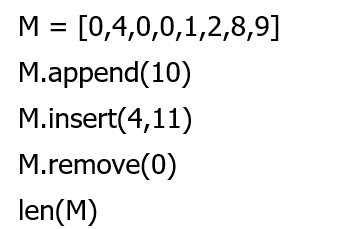 M = [0,4,0,0,1,2,8,9]
M.append(10)
M.insert(4,11)
M.remove(0)
len(M)